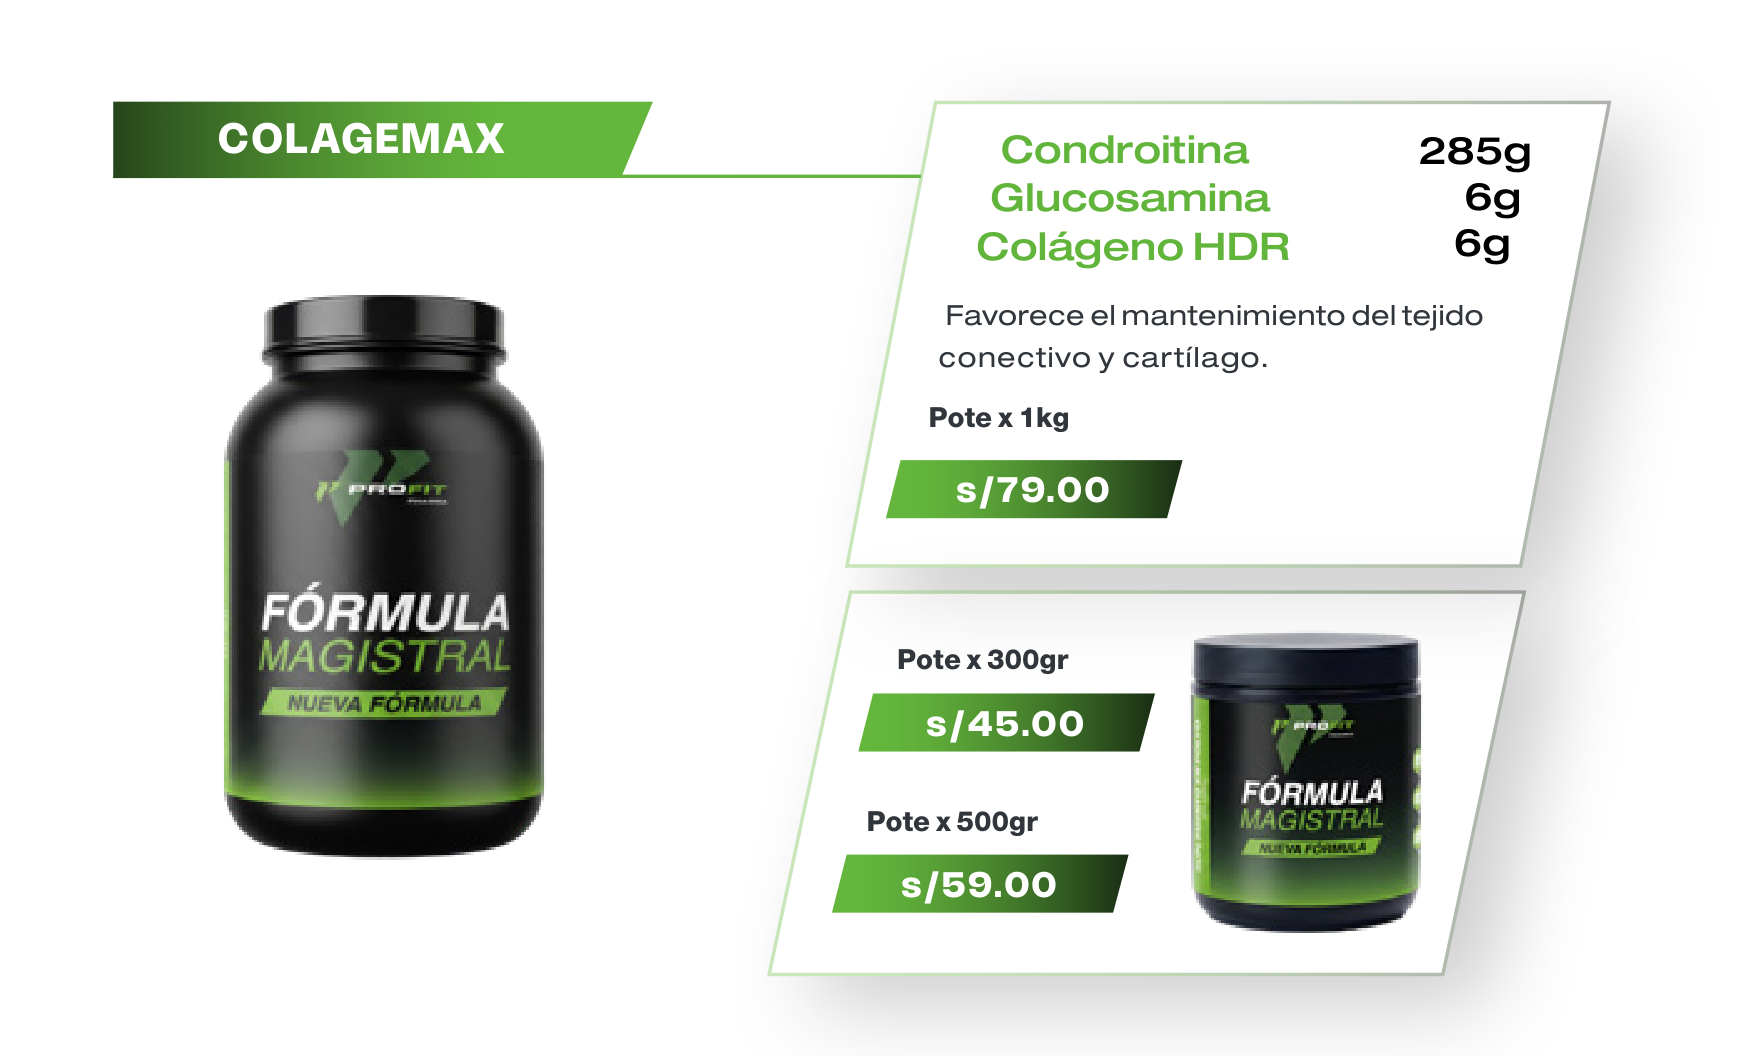 COLAGEMAX
Condroitina 285g
Glucosamina 6g
Colágeno HDR 6g
Favorece el mantenimiento del tejido
conectivo y cartílago.
Pote x 1kg
s/79.00
PROFIT
FÓRMULA
MAGISTRAL
NUEVA FÓRMULA
Pote x 300gr
s/45.00
Pote x 500gr
s/59.00
PROFIT
FÓRMULA
MAGISTRAL
NUEVA FÓRMULA